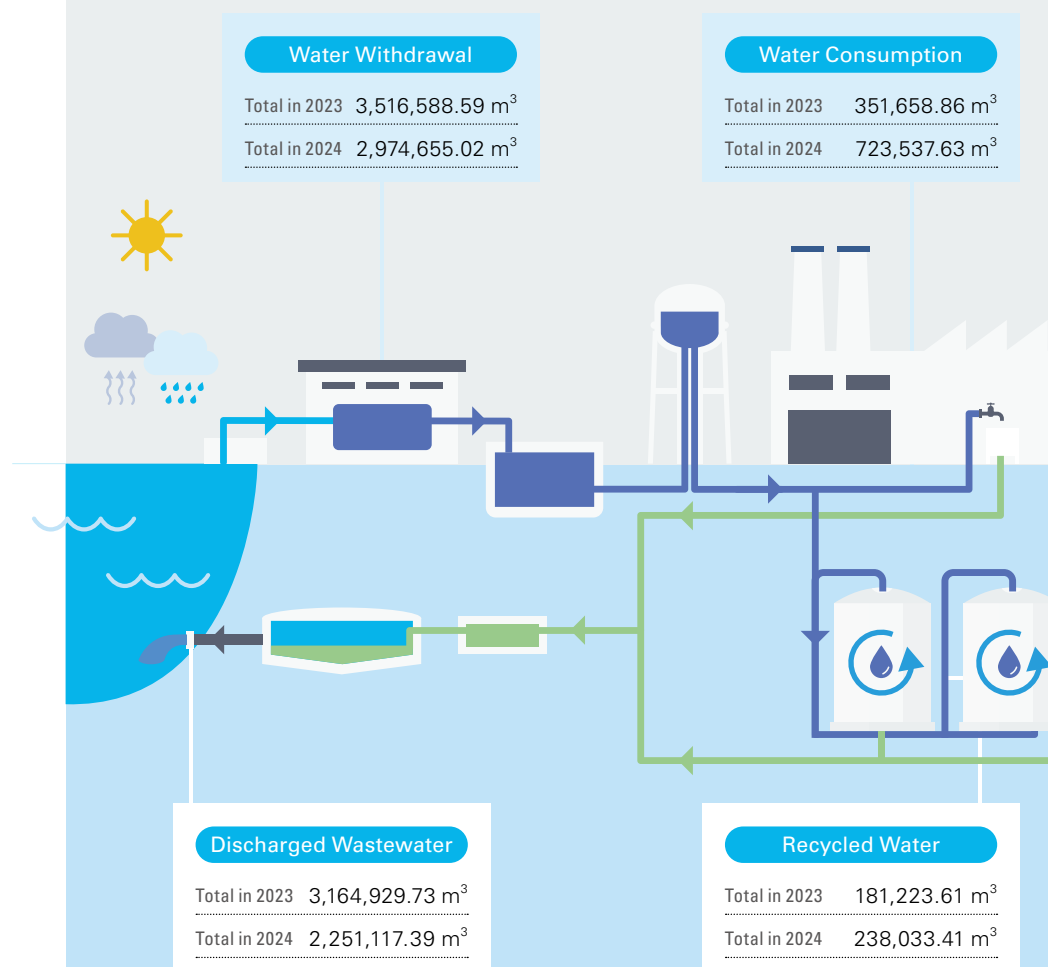 Water Withdrawal
Total in 2023 3,516,588.59 m³
Total in 2024 2,974,655.02 m³
Water Consumption
Total in 2023 351,658.86 m³
Total in 2024 723,537.63 m³
Discharged Wastewater
Total in 2023 3,164,929.73 m³
Total in 2024 2,251,117.39 m³
Recycled Water
Total in 2023 181,223.61 m³
Total in 2024 238,033.41 m³